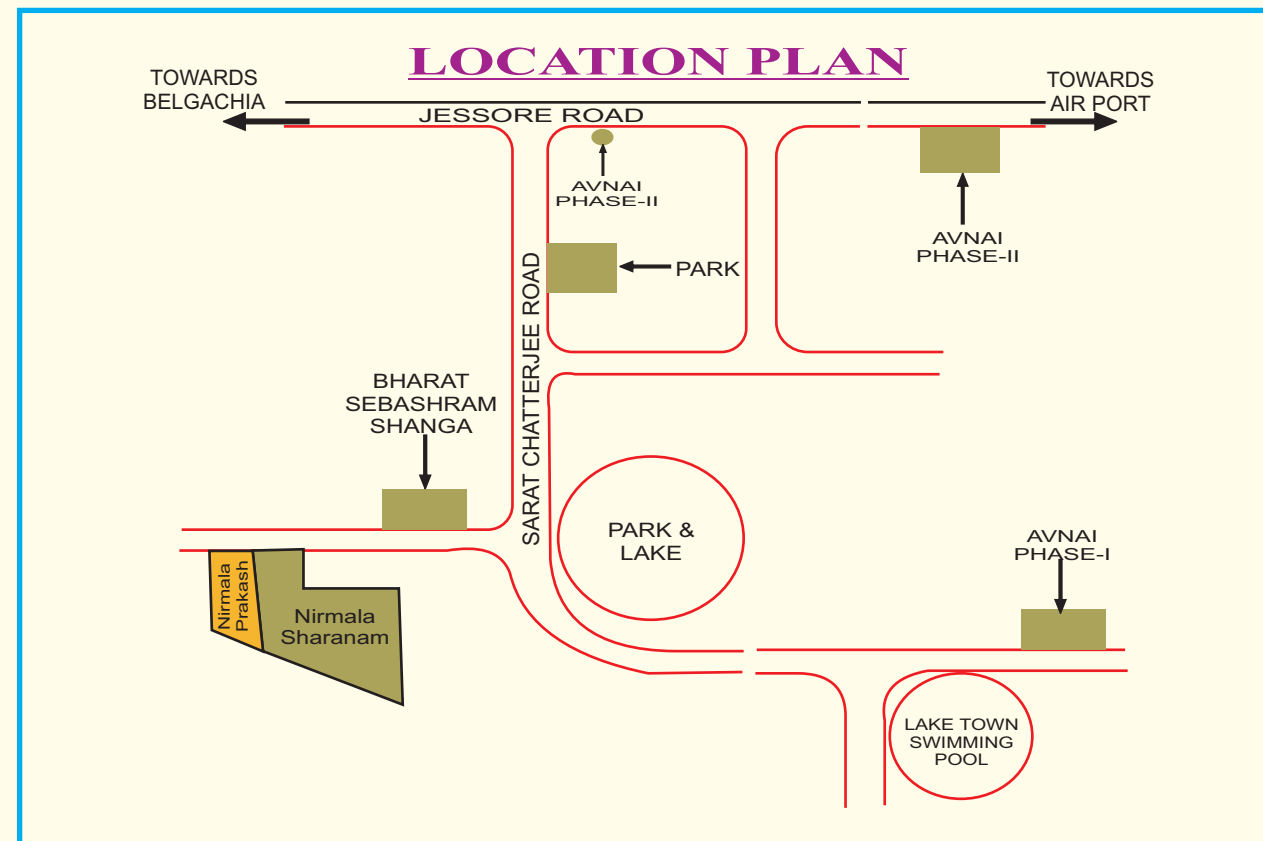 LOCATION PLAN
TOWARDS
BELGACHIA
TOWARDS
AIR PORT
JESSORE ROAD
AVNAI
PHASE-II
AVNAI
PHASE-II
PARK
SARAT CHATTERJEE ROAD
BHARAT
SEBASHRAM
SHANGA
PARK &
LAKE
AVNAI
PHASE-I
Nirmala
Prakash
Nirmala
Sharanam
LAKE TOWN
SWIMMING
POOL